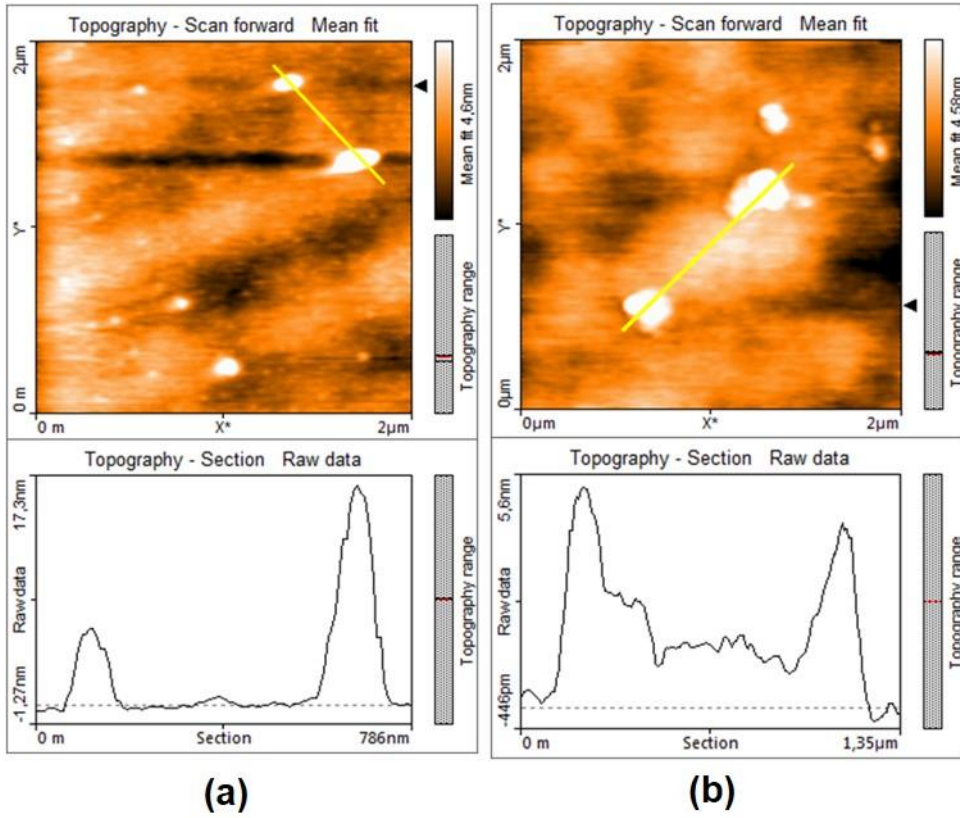 Topography - Scan forward Mean fit
2µm
Y*
0 m
0 m
X*
2µm
Mean fit 4,6nm
Topography range
Topography - Section Raw data
17,3nm
Raw data
-1,27nm
0 m
Section
786nm
Topography range
(a)
Topography - Scan forward Mean fit
2µm
Y*
0µm
0µm
X*
2µm
Mean fit 4,58nm
Topography range
Topography - Section Raw data
5,6nm
Raw data
-446pm
0 m
Section
1,35µm
Topography range
(b)